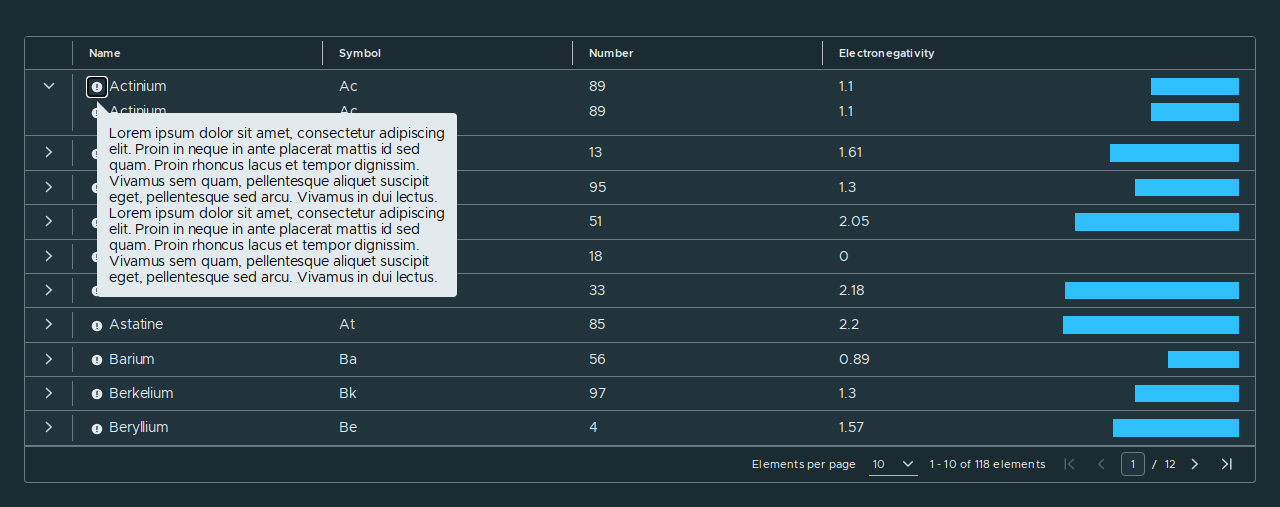 Name Symbol Number Electronegativity
Actinium Ac 89 1.1
Actinium Ac 89 1.1
Lorem ipsum dolor sit amet, consectetur adipiscing
elit. Proin in neque in ante placerat mattis id sed
quam. Proin rhoncus lacus et tempor dignissim.
Vivamus sem quam, pellentesque aliquet suscipit
eget, pellentesque sed arcu. Vivamus in dui lectus.
Lorem ipsum dolor sit amet, consectetur adipiscing
elit. Proin in neque in ante placerat mattis id sed
quam. Proin rhoncus lacus et tempor dignissim.
Vivamus sem quam, pellentesque aliquet suscipit
eget, pellentesque sed arcu. Vivamus in dui lectus.
13 1.61
95 1.3
51 2.05
18 0
33 2.18
Astatine At 85 2.2
Barium Ba 56 0.89
Berkelium Bk 97 1.3
Beryllium Be 4 1.57
Elements per page 10 1 - 10 of 118 elements 1 / 12